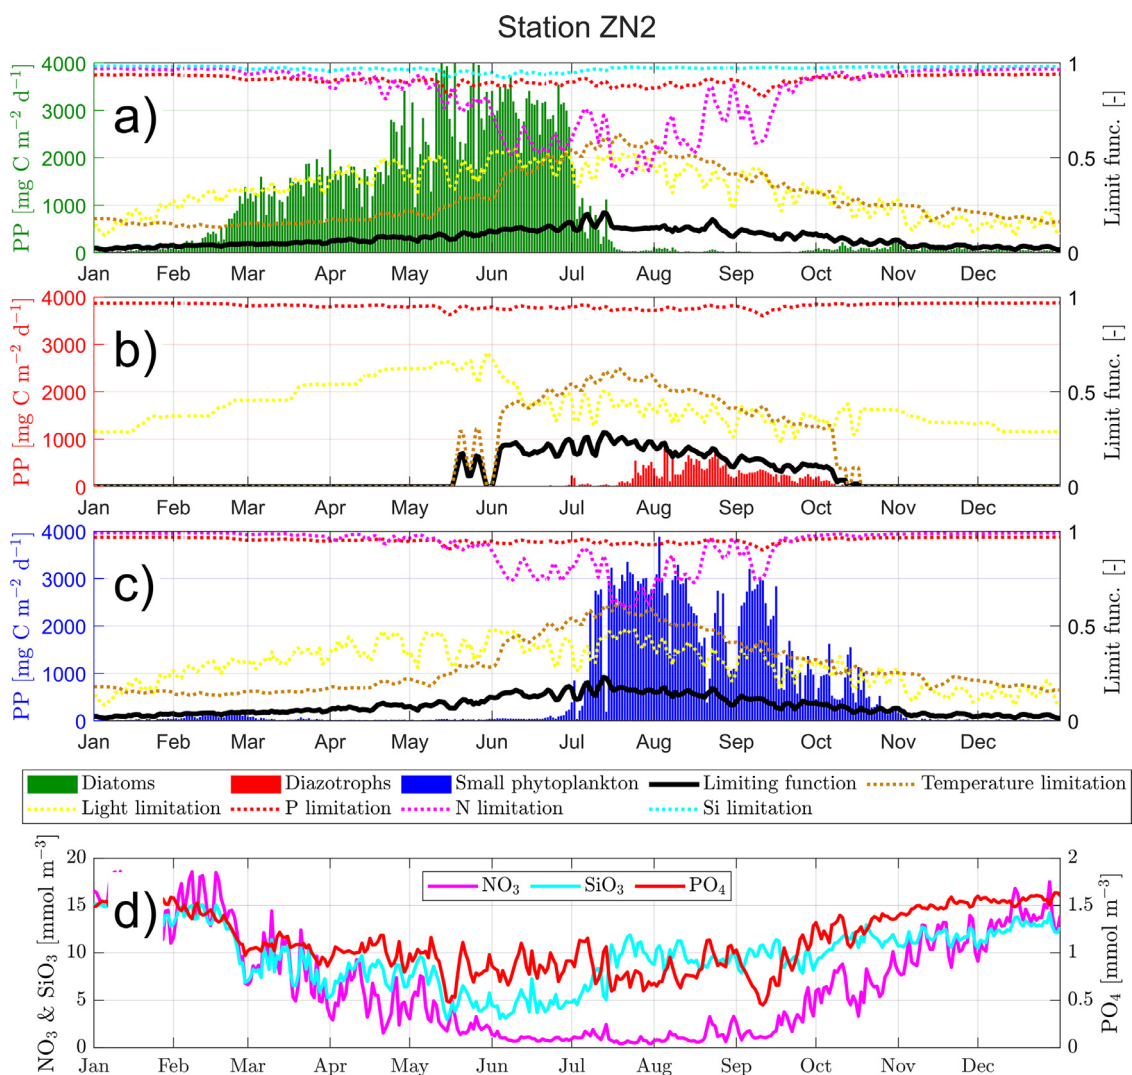 Station ZN2
a)
PP [mg C m⁻² d⁻¹]
4000
3000
2000
1000
0
1
0.5
0
Limit func. [-]
Jan Feb Mar Apr May Jun Jul Aug Sep Oct Nov Dec
b)
PP [mg C m⁻² d⁻¹]
4000
3000
2000
1000
0
1
0.5
0
Limit func. [-]
Jan Feb Mar Apr May Jun Jul Aug Sep Oct Nov Dec
c)
PP [mg C m⁻² d⁻¹]
4000
3000
2000
1000
0
1
0.5
0
Limit func. [-]
Jan Feb Mar Apr May Jun Jul Aug Sep Oct Nov Dec
Diatoms Diazotrophs Small phytoplankton Limiting function Temperature limitation
Light limitation P limitation N limitation Si limitation
d)
NO₃ & SiO₃ [mmol m⁻³]
20
15
10
5
0
NO₃ SiO₃ PO₄
2
1.5
1
0.5
0
PO₄ [mmol m⁻³]
Jan Feb Mar Apr May Jun Jul Aug Sep Oct Nov Dec